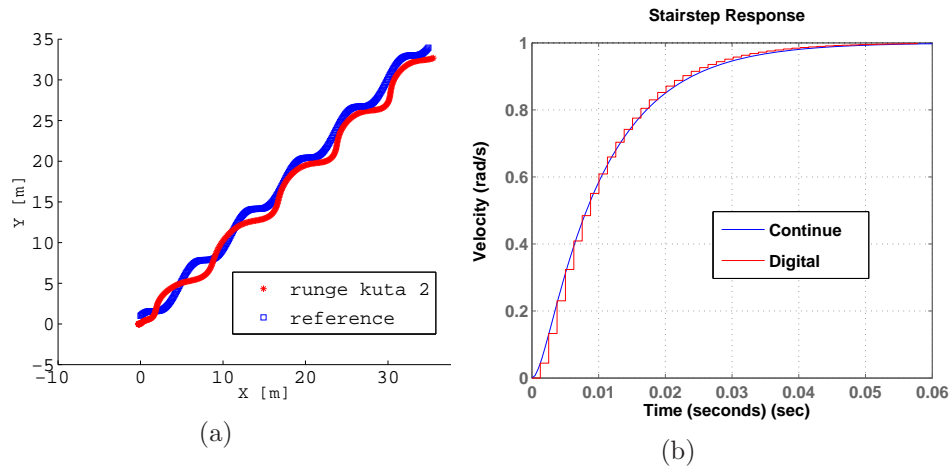 35
30
25
20
15
10
5
0
−5
−10
0
10
20
30
Y [m]
X [m]
runge kuta 2
reference
(a)
Stairstep Response
1
0.8
0.6
0.4
0.2
0
0
0.01
0.02
0.03
0.04
0.05
0.06
Velocity (rad/s)
Time (seconds) (sec)
Continue
Digital
(b)